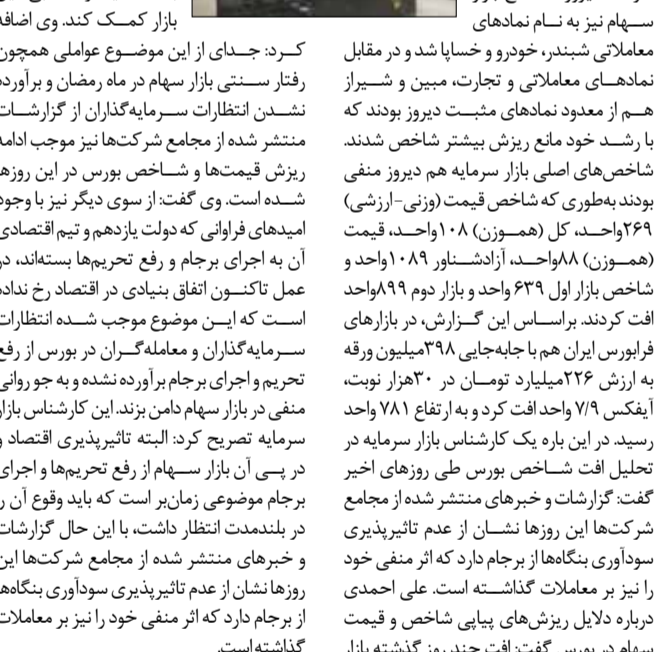 سهام نیز به نام نمادهای
معاملاتی شبندر، خودرو و خساپا شد و در مقابل
نمادهای معاملاتی و تجارت، مبین و شیراز
هم از معدود نمادهای مثبت دیروز بودند که
با رشد خود مانع ریزش بیشتر شاخص شدند.
شاخص‌های اصلی بازار سرمایه هم دیروز منفی
بودند به‌طوری که شاخص قیمت (وزنی-ارزشی)
۲۶۹واحد، کل (هموزن) ۱۰۸واحد، قیمت
(هموزن) ۸۸واحد، آزادشناور ۱۰۸۹واحد و
شاخص بازار اول ۶۳۹ واحد و بازار دوم ۸۹۹واحد
افت کردند. براساس این گزارش، در بازارهای
فرابورس ایران هم با جابه‌جایی ۳۹۸میلیون ورقه
به ارزش ۲۲۶میلیارد تومان در ۳۰هزار نوبت،
آیفکس ۷/۹ واحد افت کرد و به ارتفاع ۷۸۱ واحد
رسید. در این باره یک کارشناس بازار سرمایه در
تحلیل افت شاخص بورس طی روزهای اخیر
گفت: گزارشات و خبرهای منتشر شده از مجامع
شرکت‌ها این روزها نشان از عدم تاثیرپذیری
سودآوری بنگاه‌ها از برجام دارد که اثر منفی خود
را نیز بر معاملات گذاشته است. علی احمدی
درباره دلایل ریزش‌های پیاپی شاخص و قیمت
سهام در بورس گفت: افت چند روز گذشته بازار
بازار کمک کند. وی اضافه
کرد: جدای از این موضوع عواملی همچون
رفتار سنتی بازار سهام در ماه رمضان و برآورده
نشدن انتظارات سرمایه‌گذاران از گزارشات
منتشر شده از مجامع شرکت‌ها نیز موجب ادامه
ریزش قیمت‌ها و شاخص بورس در این روزها
شده است. وی گفت: از سوی دیگر نیز با وجود
امیدهای فراوانی که دولت یازدهم و تیم اقتصادی
آن به اجرای برجام و رفع تحریم‌ها بسته‌اند، در
عمل تاکنون اتفاق بنیادی در اقتصاد رخ نداده
است که این موضوع موجب شده انتظارات
سرمایه‌گذاران و معامله‌گران در بورس از رفع
تحریم و اجرای برجام برآورده نشده و به جو روانی
منفی در بازار سهام دامن بزند. این کارشناس بازار
سرمایه تصریح کرد: البته تاثیرپذیری اقتصاد و
در پی آن بازار سهام از رفع تحریم‌ها و اجرای
برجام موضوعی زمان‌بر است که باید وقوع آن را
در بلندمدت انتظار داشت، با این حال گزارشات
و خبرهای منتشر شده از مجامع شرکت‌ها این
روزها نشان از عدم تاثیرپذیری سودآوری بنگاه‌ها
از برجام دارد که اثر منفی خود را نیز بر معاملات
گذاشته است.